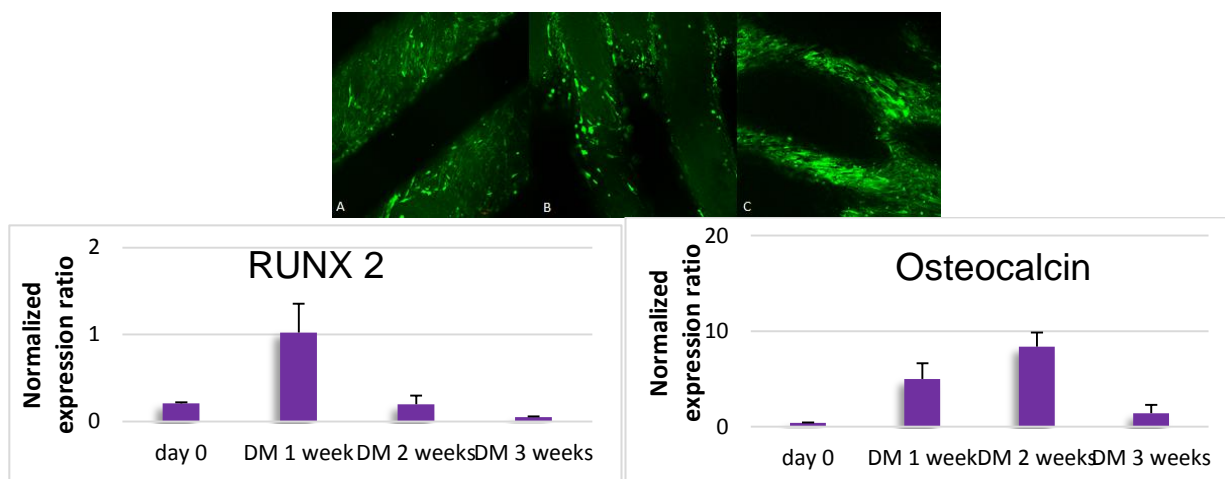 A B C
RUNX 2
Normalized
expression ratio
2
1
0
day 0 DM 1 week DM 2 weeks DM 3 weeks
Osteocalcin
Normalized
expression ratio
20
10
0
day 0 DM 1 week DM 2 weeks DM 3 weeks